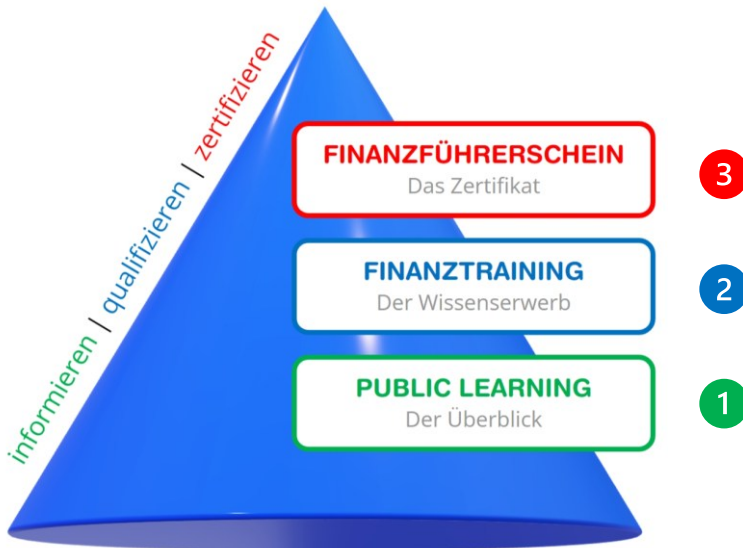 informieren | qualifizieren | zertifizieren
FINANZFÜHRERSCHEIN
Das Zertifikat
3
FINANZTRAINING
Der Wissenserwerb
2
PUBLIC LEARNING
Der Überblick
1